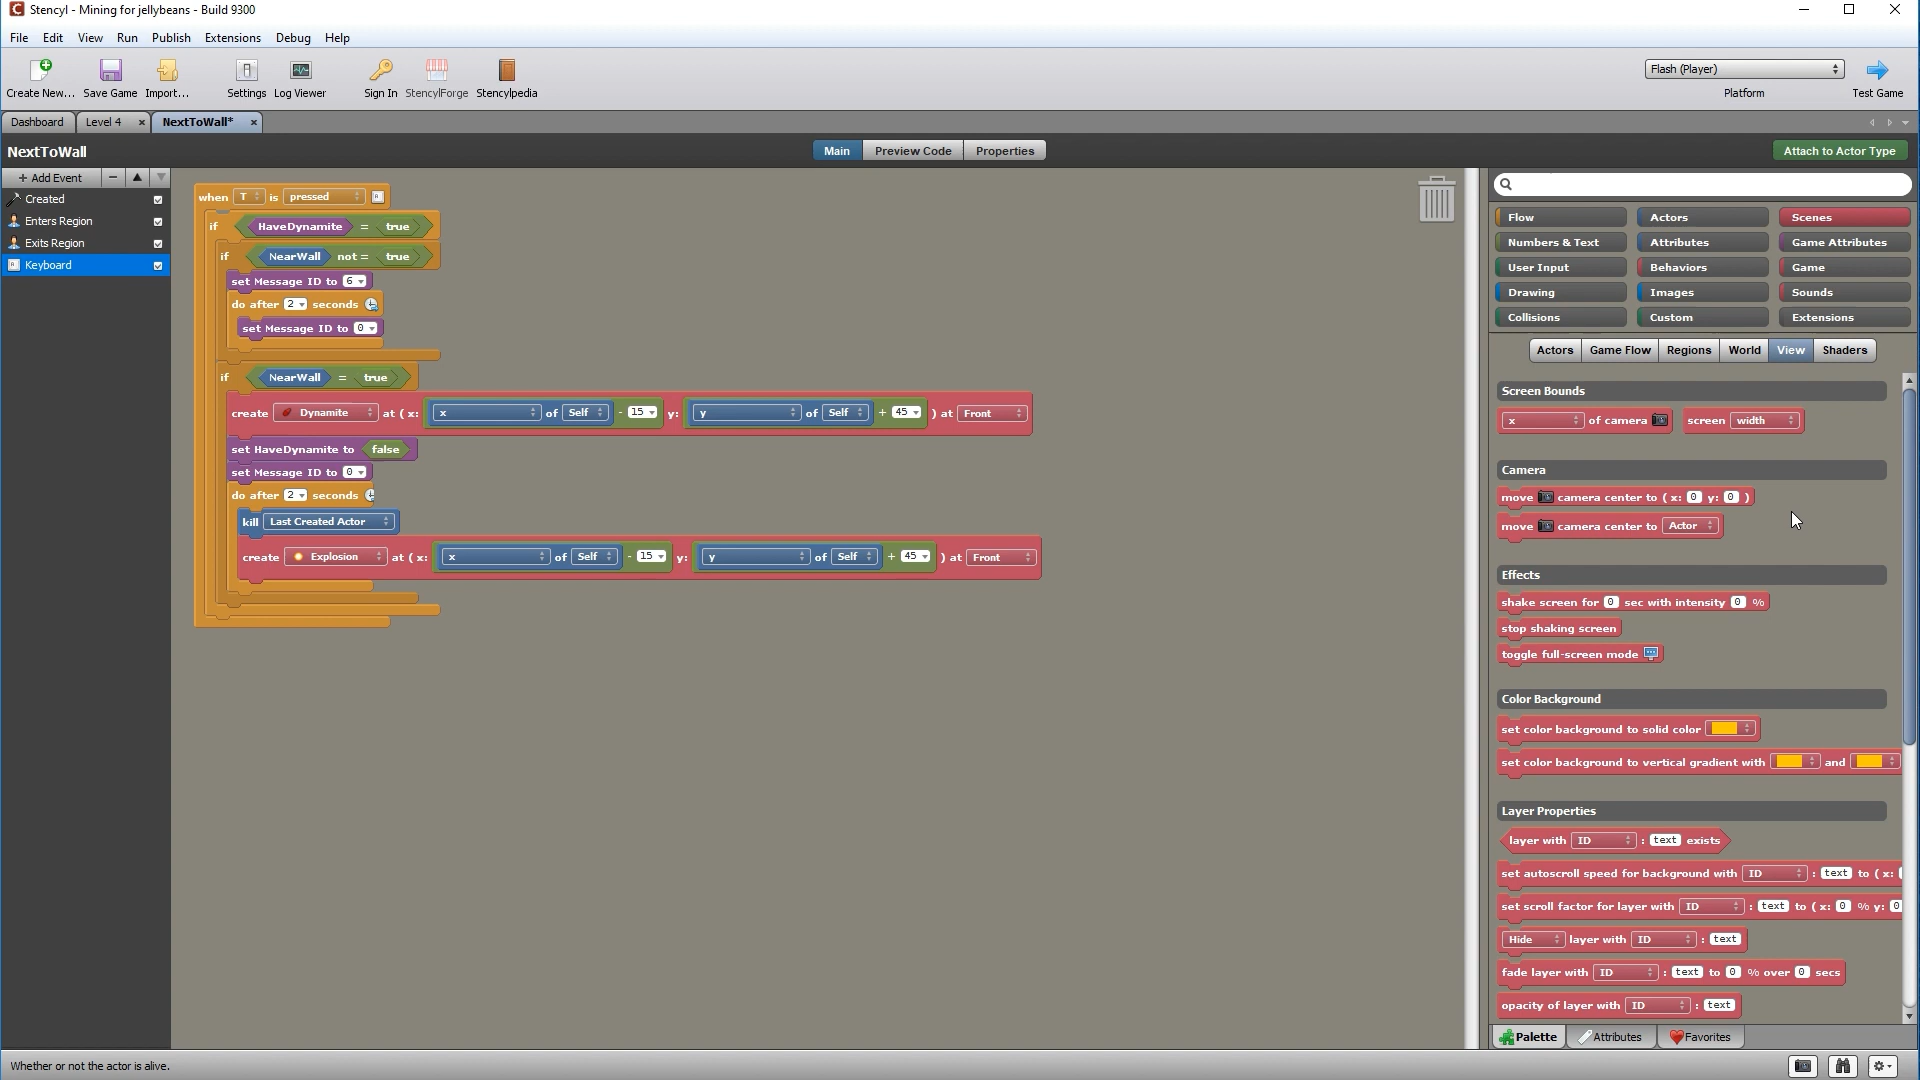 Stencyl - Mining for jellybeans - Build 9300
File Edit View Run Publish Extensions Debug Help
Create New... Save Game Import... Settings Log Viewer Sign In StencylForge Stencylpedia Flash (Player) Platform Test Game
Dashboard Level 4 × NextToWall* ×
NextToWall Main Preview Code Properties Attach to Actor Type
+ Add Event
Created
Enters Region
Exits Region
Keyboard
when T is pressed
if HaveDynamite = true
if NearWall not = true
set Message ID to 6
do after 2 seconds
set Message ID to 0
if NearWall = true
create Dynamite at ( x: x of Self - 15 y: y of Self + 45 ) at Front
set HaveDynamite to false
set Message ID to 0
do after 2 seconds
kill Last Created Actor
create Explosion at ( x: x of Self - 15 y: y of Self + 45 ) at Front
Flow Actors Scenes
Numbers & Text Attributes Game Attributes
User Input Behaviors Game
Drawing Images Sounds
Collisions Custom Extensions
Actors Game Flow Regions World View Shaders
Screen Bounds
x of camera screen width
Camera
move camera center to ( x: 0 y: 0 )
move camera center to Actor
Effects
shake screen for 0 sec with intensity 0 %
stop shaking screen
toggle full-screen mode
Color Background
set color background to solid color
set color background to vertical gradient with and
Layer Properties
layer with ID : text exists
set autoscroll speed for background with ID : text to ( x:
set scroll factor for layer with ID : text to ( x: 0 % y: 0
Hide layer with ID : text
fade layer with ID : text to 0 % over 0 secs
opacity of layer with ID : text
Palette Attributes Favorites
Whether or not the actor is alive.